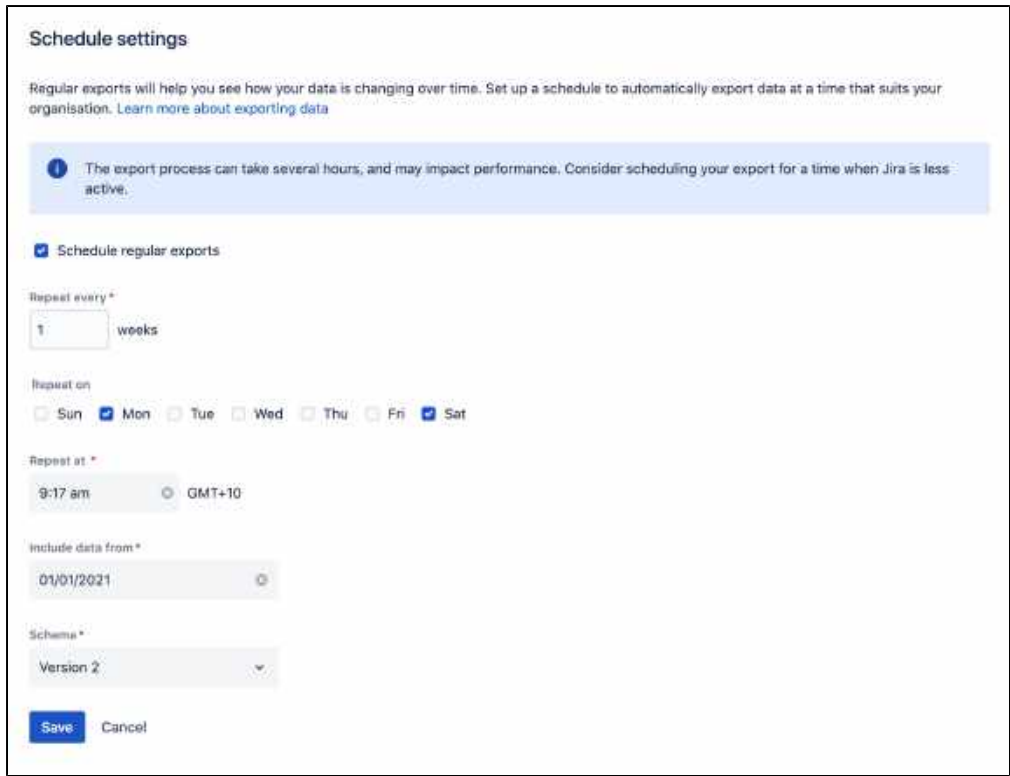 Schedule settings
Regular exports will help you see how your data is changing over time. Set up a schedule to automatically export data at a time that suits your
organisation. Learn more about exporting data
The export process can take several hours, and may impact performance. Consider scheduling your export for a time when Jira is less
active.
Schedule regular exports
Repeat every *
1 weeks
Repeat on
Sun Mon Tue Wed Thu Fri Sat
Repeat at *
9:17 am GMT+10
Include data from *
01/01/2021
Schema *
Version 2
Save Cancel